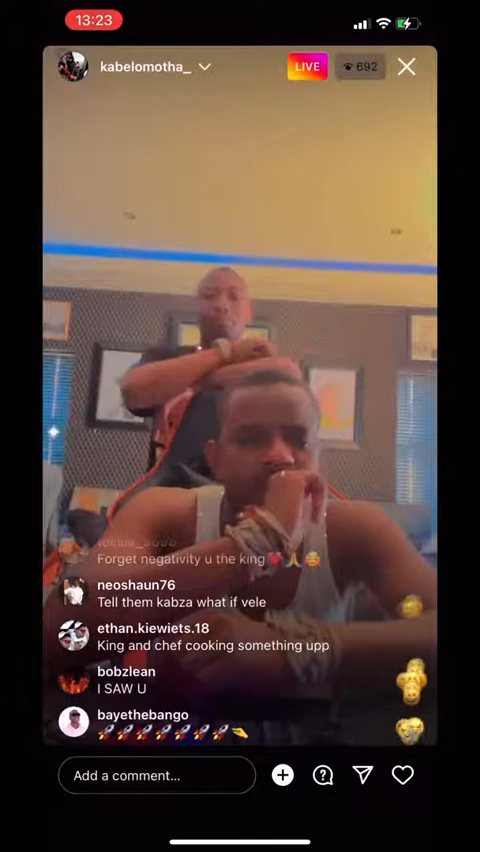 13:23
kabelomotha_
LIVE
692
Forget negativity u the king❤️🙏🥳
neoshaun76
Tell them kabza what if vele
ethan.kiewiets.18
King and chef cooking something upp
bobzlean
I SAW U
bayethebango
🚀🚀🚀🚀🚀🚀🚀🤏
Add a comment...